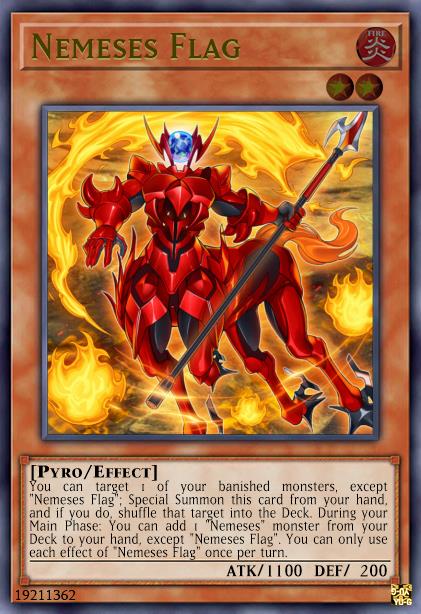 Nemeses Flag
FIRE
炎
[Pyro/Effect]
You can target 1 of your banished monsters, except
"Nemeses Flag"; Special Summon this card from your hand,
and if you do, shuffle that target into the Deck. During your
Main Phase: You can add 1 "Nemeses" monster from your
Deck to your hand, except "Nemeses Flag". You can only use
each effect of "Nemeses Flag" once per turn.
ATK/1100 DEF/ 200
19211362